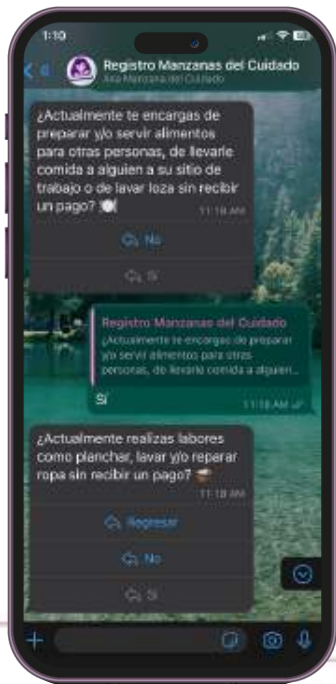 1:10
Registro Manzanas del Cuidado
Ana Manzana del Cuidado
¿Actualmente te encargas de
preparar y/o servir alimentos
para otras personas, de llevarle
comida a alguien a su sitio de
trabajo o de lavar loza sin recibir
un pago? 🍽️
11:18 AM
No
Sí
Registro Manzanas del Cuidado
¿Actualmente te encargas de preparar
y/o servir alimentos para otras
personas, de llevarle comida a alguien...
Sí
11:18 AM
¿Actualmente realizas labores
como planchar, lavar y/o reparar
ropa sin recibir un pago?
11:18 AM
Regresar
No
Sí